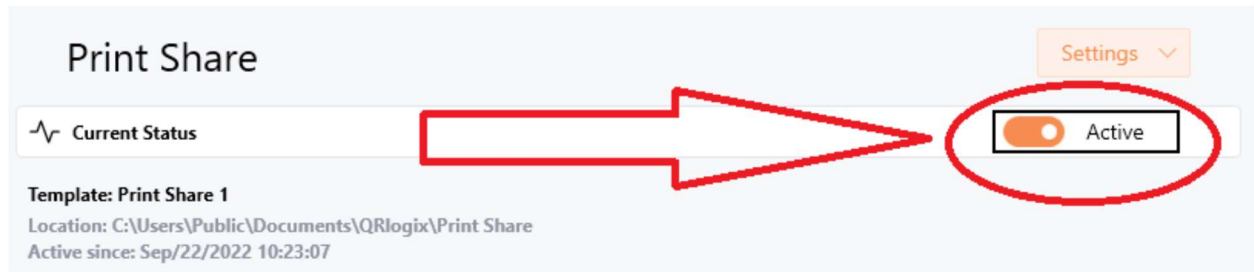 Print Share
Settings
Current Status
Active
Template: Print Share 1
Location: C:\Users\Public\Documents\QRlogix\Print Share
Active since: Sep/22/2022 10:23:07